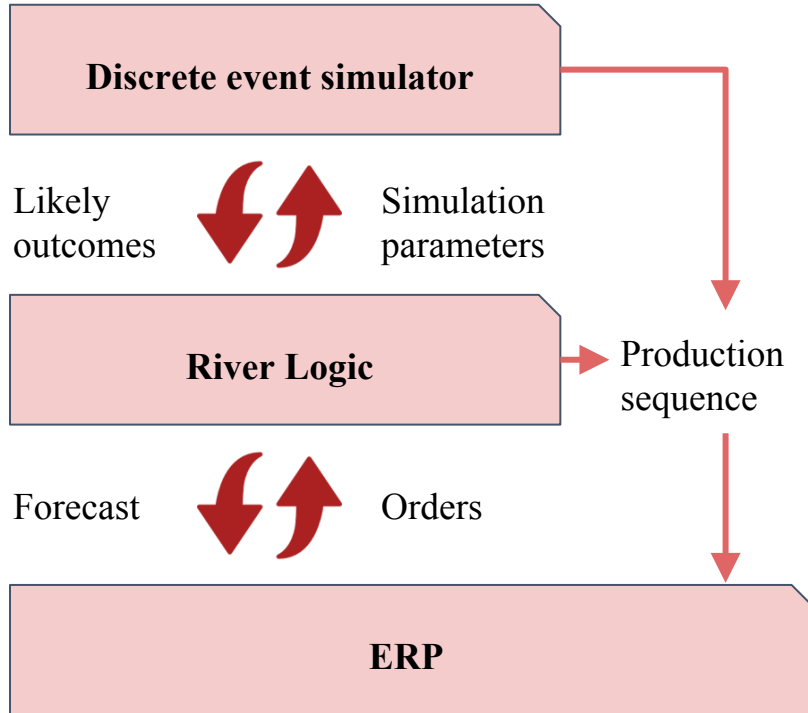 Discrete event simulator
Likely
outcomes
Simulation
parameters
River Logic
Production
sequence
Forecast
Orders
ERP